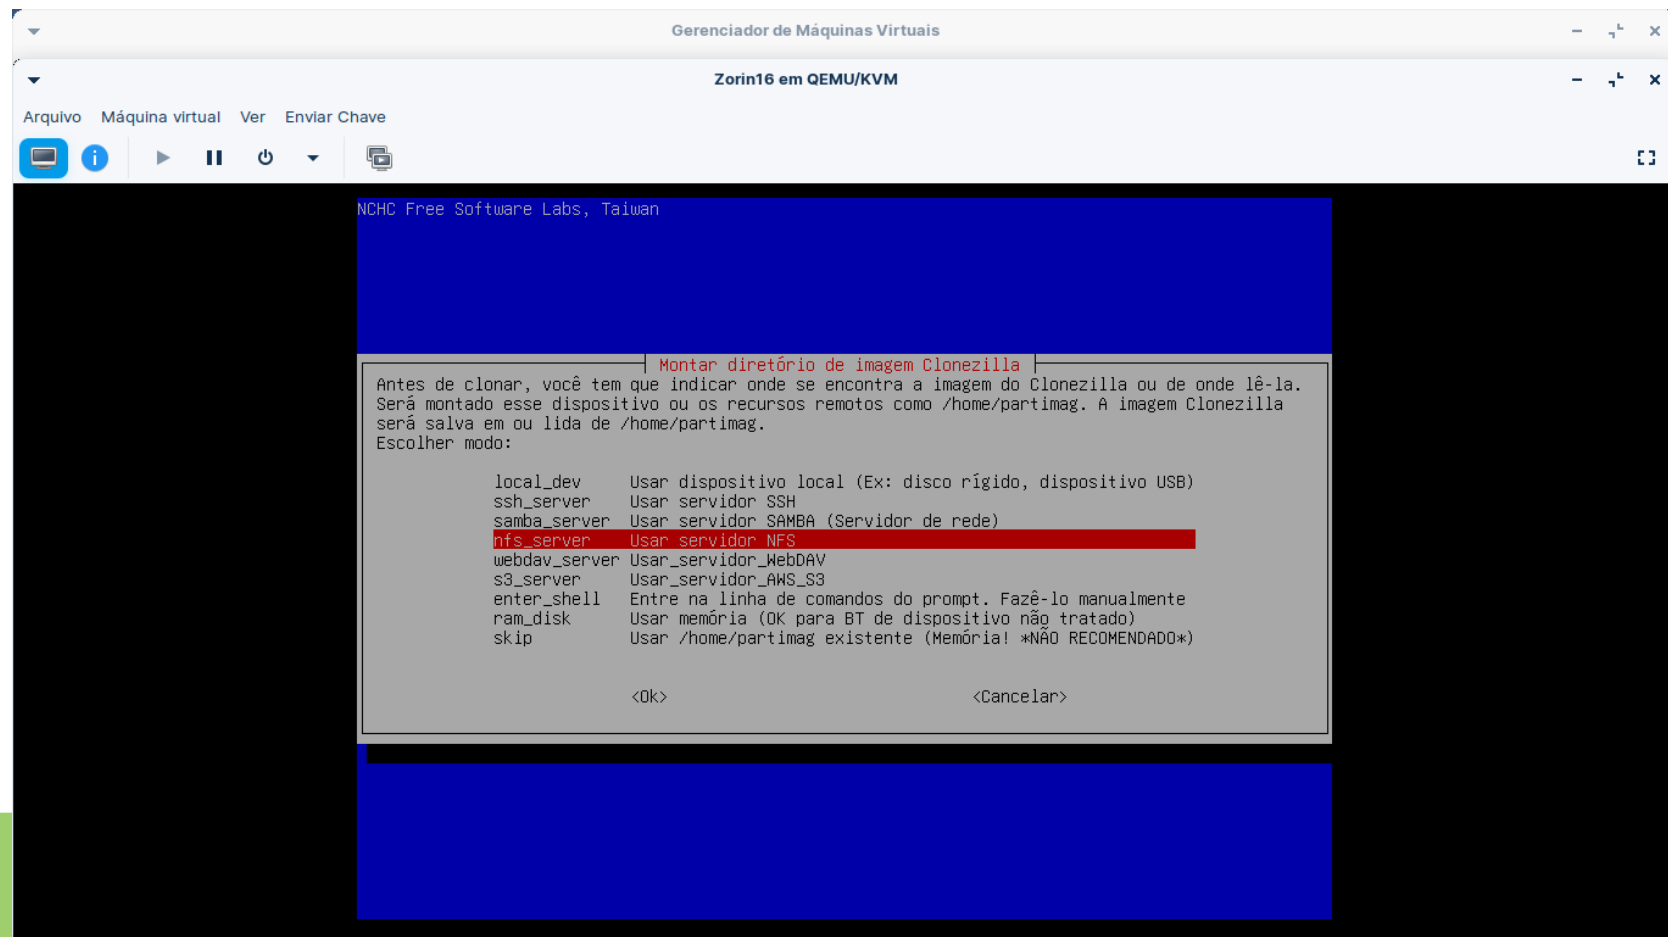 Gerenciador de Máquinas Virtuais
Zorin16 em QEMU/KVM
Arquivo Máquina virtual Ver Enviar Chave
NCHC Free Software Labs, Taiwan
Montar diretório de imagem Clonezilla
Antes de clonar, você tem que indicar onde se encontra a imagem do Clonezilla ou de onde lê-la.
Será montado esse dispositivo ou os recursos remotos como /home/partimag. A imagem Clonezilla
será salva em ou lida de /home/partimag.
Escolher modo:
local_dev Usar dispositivo local (Ex: disco rígido, dispositivo USB)
ssh_server Usar servidor SSH
samba_server Usar servidor SAMBA (Servidor de rede)
nfs_server Usar servidor NFS
webdav_server Usar_servidor_WebDAV
s3_server Usar_servidor_AWS_S3
enter_shell Entre na linha de comandos do prompt. Fazê-lo manualmente
ram_disk Usar memória (OK para BT de dispositivo não tratado)
skip Usar /home/partimag existente (Memória! *NÃO RECOMENDADO*)
<Ok> <Cancelar>